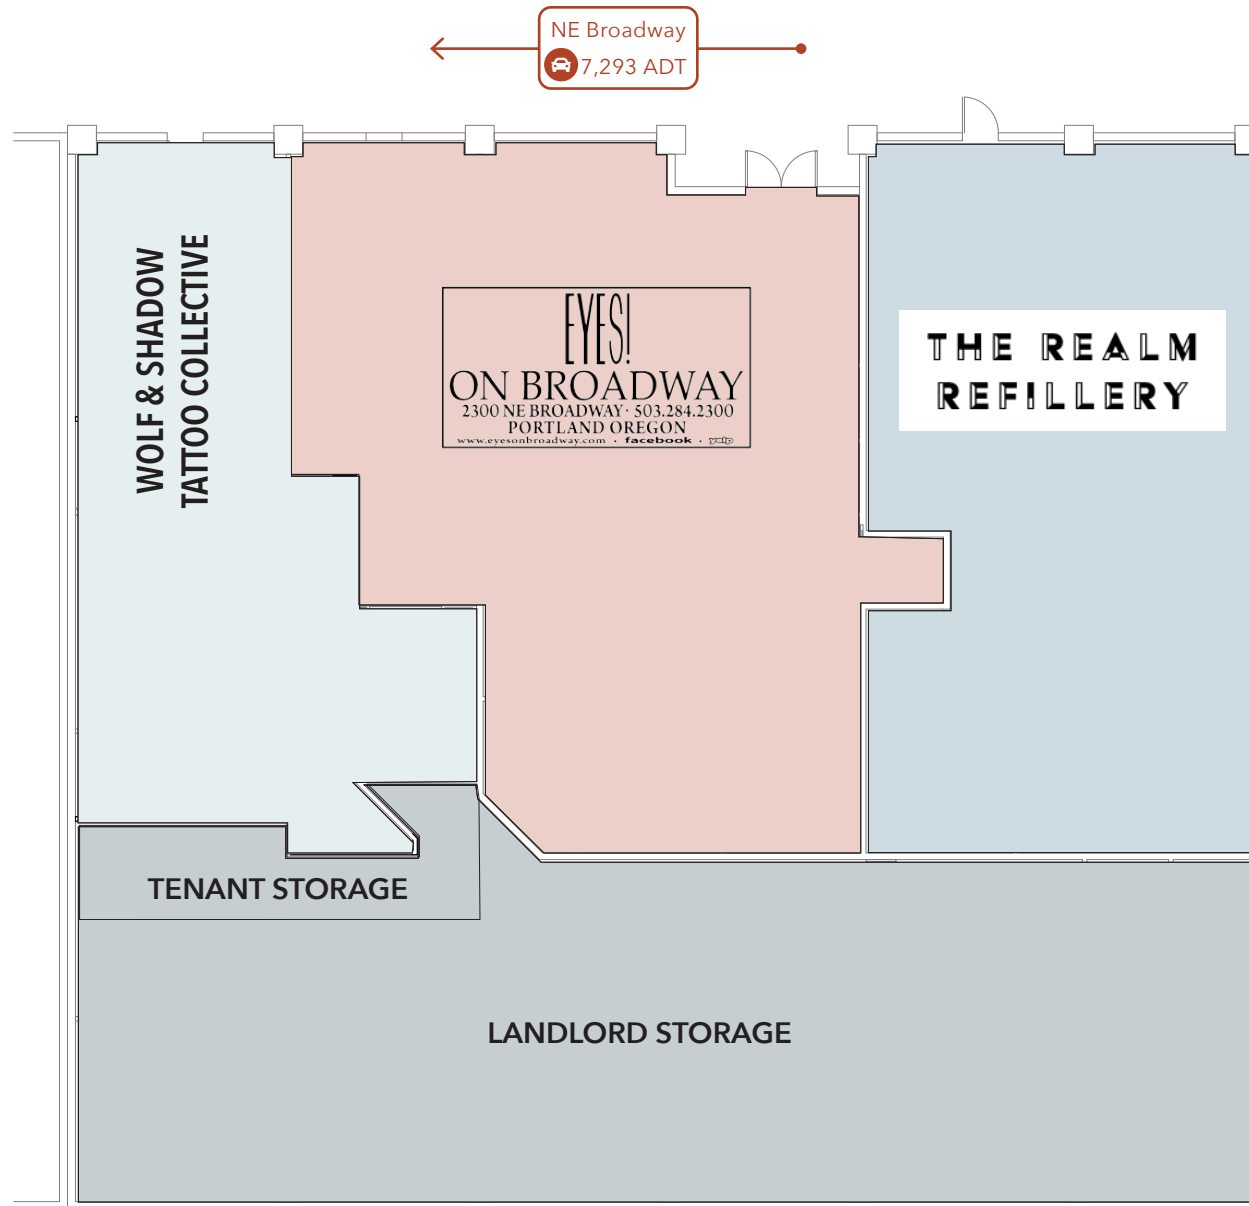 NE Broadway
7,293 ADT
WOLF & SHADOW
TATTOO COLLECTIVE
EYES!
ON BROADWAY
2300 NE BROADWAY · 503.284.2300
PORTLAND OREGON
www.eyesonbroadway.com · facebook · yelp
THE REALM
REFILLERY
TENANT STORAGE
LANDLORD STORAGE